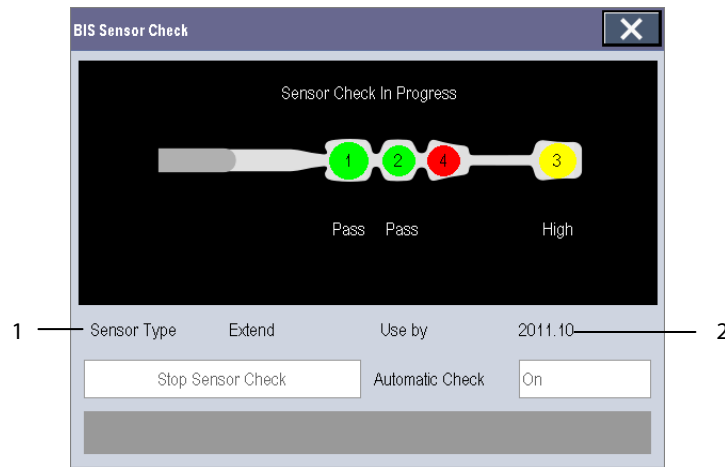 BIS Sensor Check
Sensor Check In Progress
1 2 4 3
Pass Pass High
1 Sensor Type Extend Use by 2011.10 2
Stop Sensor Check Automatic Check On